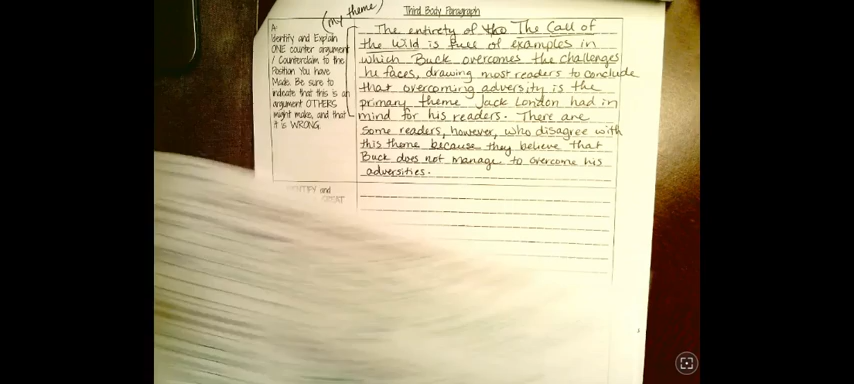 Third Body Paragraph
(my theme)
A:
Identify and Explain
ONE counter argument
/ Counterclaim to the
Position You have
Made. Be sure to
indicate that this is an
argument OTHERS
might make, and that
it is WRONG.
The entirety of The Call of
the Wild is full of examples in
which Buck overcomes the challenges
he faces, drawing most readers to conclude
that overcoming adversity is the
primary theme Jack London had in
mind for his readers. There are
some readers, however, who disagree with
this theme because they believe that
Buck does not manage to overcome his
adversities.
and